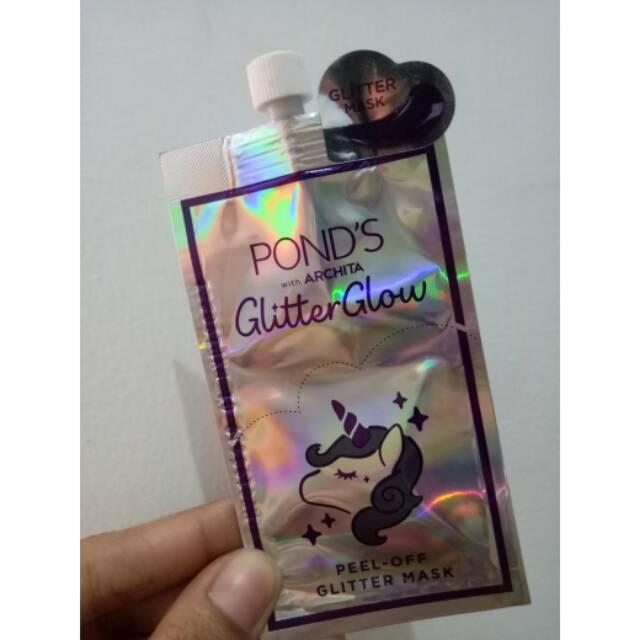 GLITTER
MASK
POND'S
with ARCHITA
GlitterGlow
PEEL-OFF
GLITTER MASK